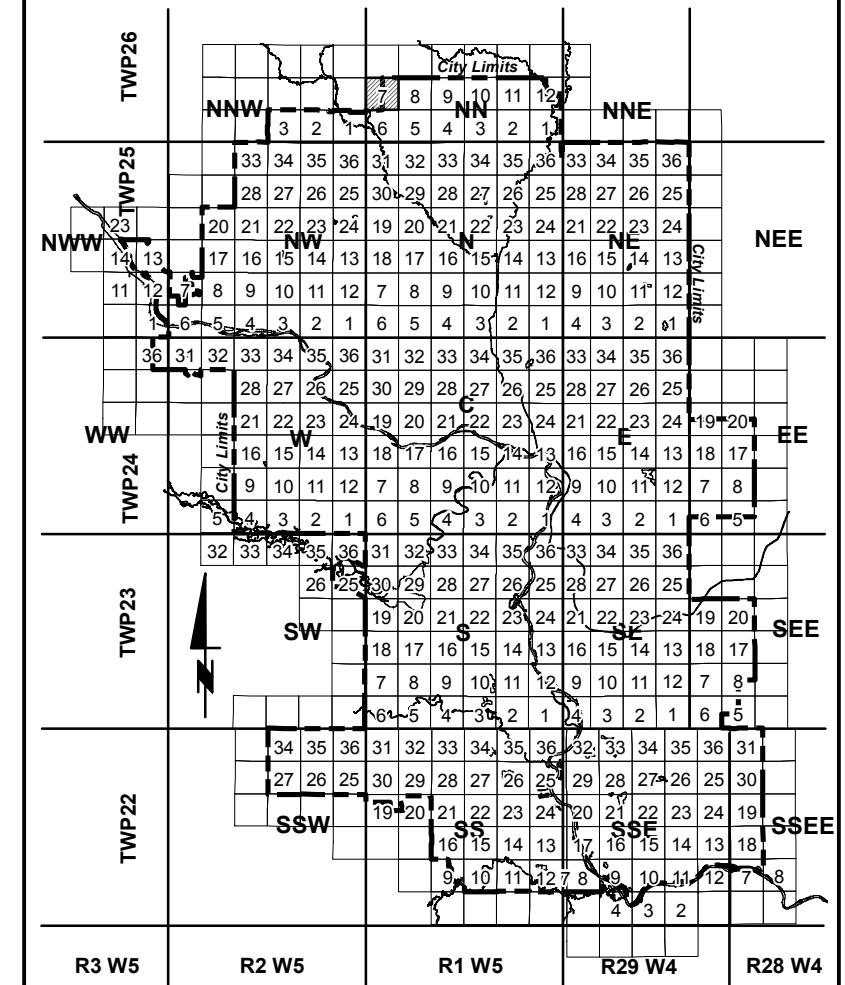 City Limits
TWP26
7 8 9 10 11 12
NNW NN NNE
3 2 1 6 5 4 3 2 1
TWP25
33 34 35 36 31 32 33 34 35 36 33 34 35 36
28 27 26 25 30 29 28 27 26 25 28 27 26 25
23 20 21 22 23 24 19 20 21 22 23 24 21 22 23 24
NWW NW N NE NEE
14 13 17 16 15 14 13 18 17 16 15 14 13 16 15 14 13
City Limits
11 12 7 8 9 10 11 12 7 8 9 10 11 12 9 10 11 12
1 6 5 4 3 2 1 6 5 4 3 2 1 4 3 2 1
36 31 32 33 34 35 36 31 32 33 34 35 36 33 34 35 36
28 27 26 25 30 29 28 27 26 25 28 27 26 25
C
21 22 23 24 19 20 21 22 23 24 21 22 23 24 19 20
WW W E EE
City Limits
16 15 14 13 18 17 16 15 14 13 16 15 14 13 18 17
TWP24
9 10 11 12 7 8 9 10 11 12 9 10 11 12 7 8
5 4 3 2 1 6 5 4 3 2 4 3 2 1 6 5
32 33 34 35 36 31 32 33 34 35 36 33 34 35 36
26 25 30 29 28 27 26 25 28 27 26 25
TWP23
19 20 21 22 23 24 21 22 23 24 19 20
SW S SE SEE
18 17 16 15 14 13 16 15 14 13 18 17
N
7 8 9 10 11 12 9 10 11 12 7 8
6 5 4 3 2 1 4 3 2 1 6 5
34 35 36 31 32 33 34 35 36 32 33 34 35 36 31
27 26 25 30 29 28 27 26 25 29 28 27 26 25 30
TWP22
19 20 21 22 23 24 20 21 22 23 24 19
SSW SS SSE SSEE
16 15 14 13 17 16 15 14 13 18
9 10 11 12 7 8 9 10 11 12 7 8
4 3 2
R3 W5 R2 W5 R1 W5 R29 W4 R28 W4